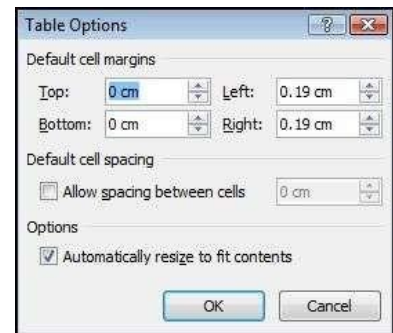 Table Options
Default cell margins
Top: 0 cm Left: 0.19 cm
Bottom: 0 cm Right: 0.19 cm
Default cell spacing
Allow spacing between cells 0 cm
Options
Automatically resize to fit contents
OK Cancel